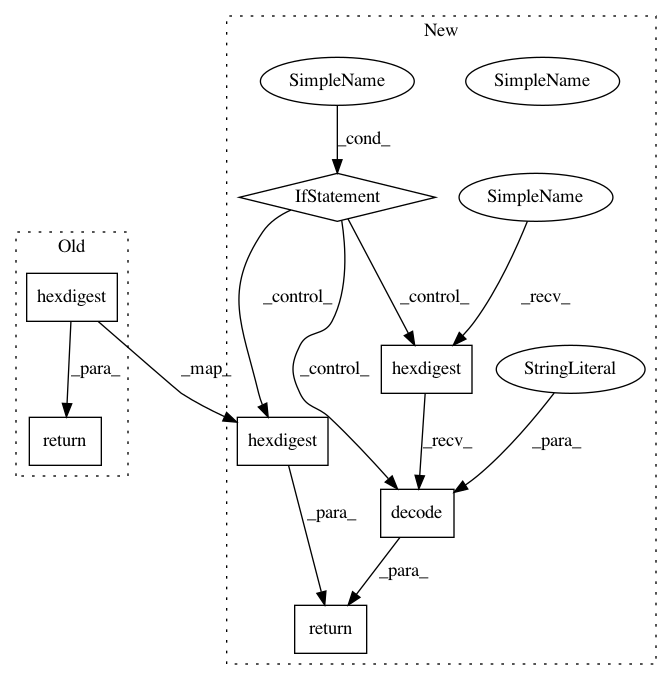 New
SimpleName
SimpleName
_cond_
IfStatement
SimpleName
Old
hexdigest
_control_
_control_
_recv_
_para_
_map_
_control_
hexdigest
StringLiteral
return
hexdigest
_recv_
_para_
_para_
decode
_para_
return